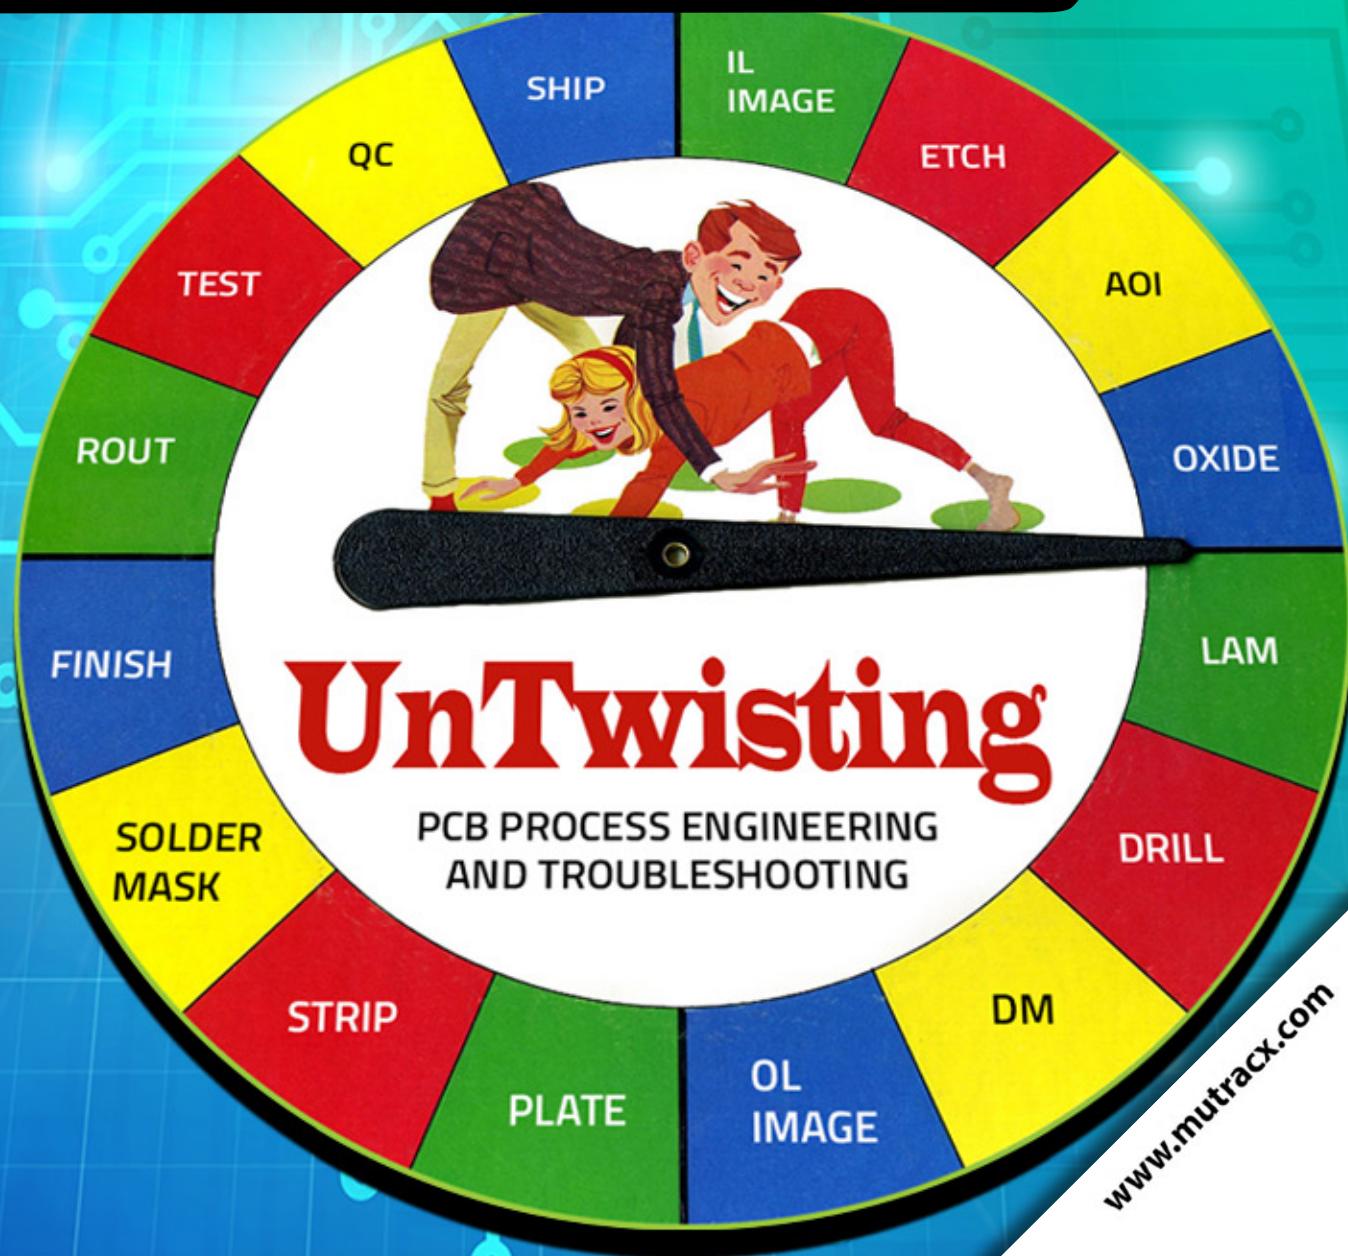 SHIP
IL
IMAGE
ETCH
AOI
OXIDE
LAM
DRILL
DM
OL
IMAGE
PLATE
STRIP
SOLDER
MASK
FINISH
ROUT
TEST
QC
UnTwisting
PCB PROCESS ENGINEERING
AND TROUBLESHOOTING
www.mutracx.com